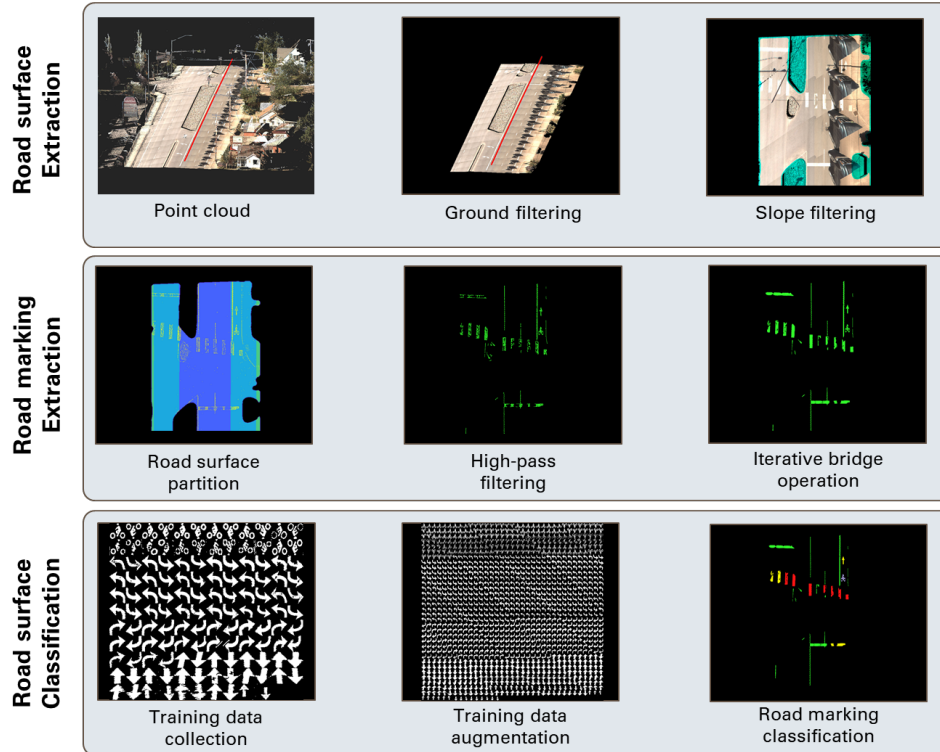 Road surface
Extraction
Point cloud
Ground filtering
Slope filtering
Road marking
Extraction
Road surface
partition
High-pass
filtering
Iterative bridge
operation
Road surface
Classification
Training data
collection
Training data
augmentation
Road marking
classification